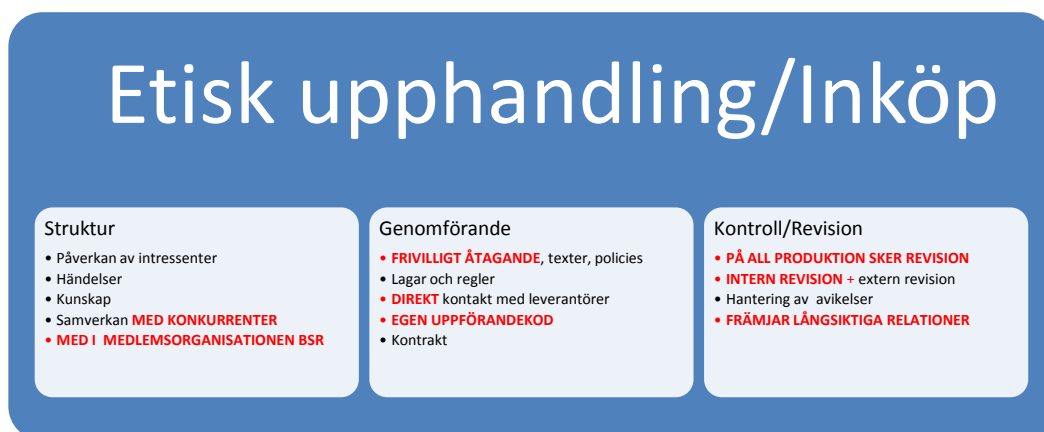 Etisk upphandling/Inköp
Struktur
• Påverkan av intressenter
• Händelser
• Kunskap
• Samverkan MED KONKURRENTER
• MED I MEDLEMSORGANISATIONEN BSR
Genomförande
• FRIVILLIGT ÅTAGANDE, texter, policies
• Lagar och regler
• DIREKT kontakt med leverantörer
• EGEN UPPFÖRANDEKOD
• Kontrakt
Kontroll/Revision
• PÅ ALL PRODUKTION SKER REVISION
• INTERN REVISION + extern revision
• Hantering av avikelser
• FRÄMJAR LÅNGSIKTIGA RELATIONER